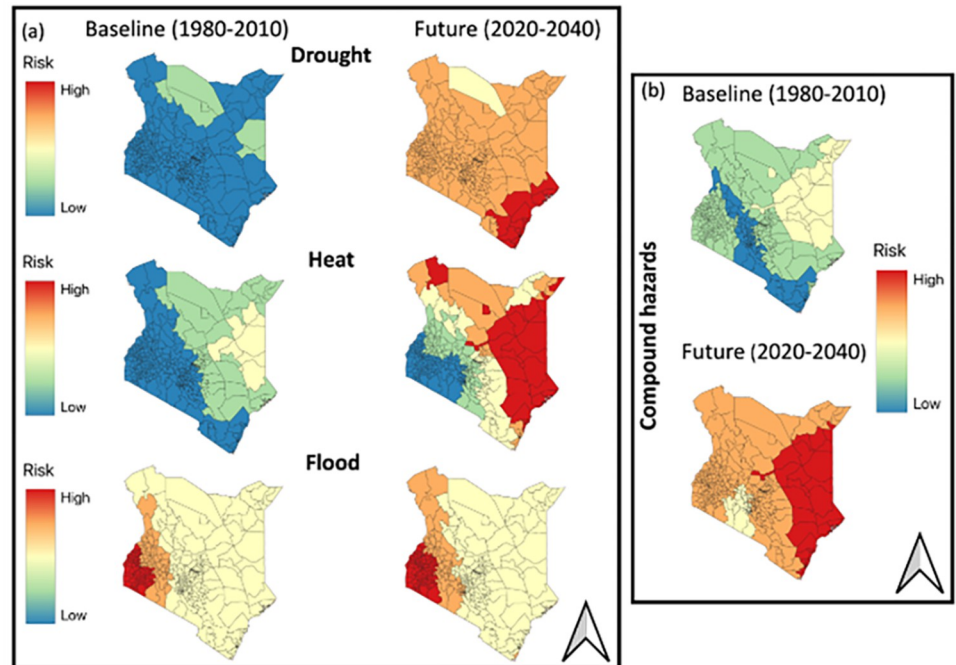 (a)
Baseline (1980-2010)
Future (2020-2040)
Drought
Risk
High
Low
Heat
Risk
High
Low
Flood
Risk
High
Low
(b)
Baseline (1980-2010)
Compound hazards
Risk
High
Low
Future (2020-2040)